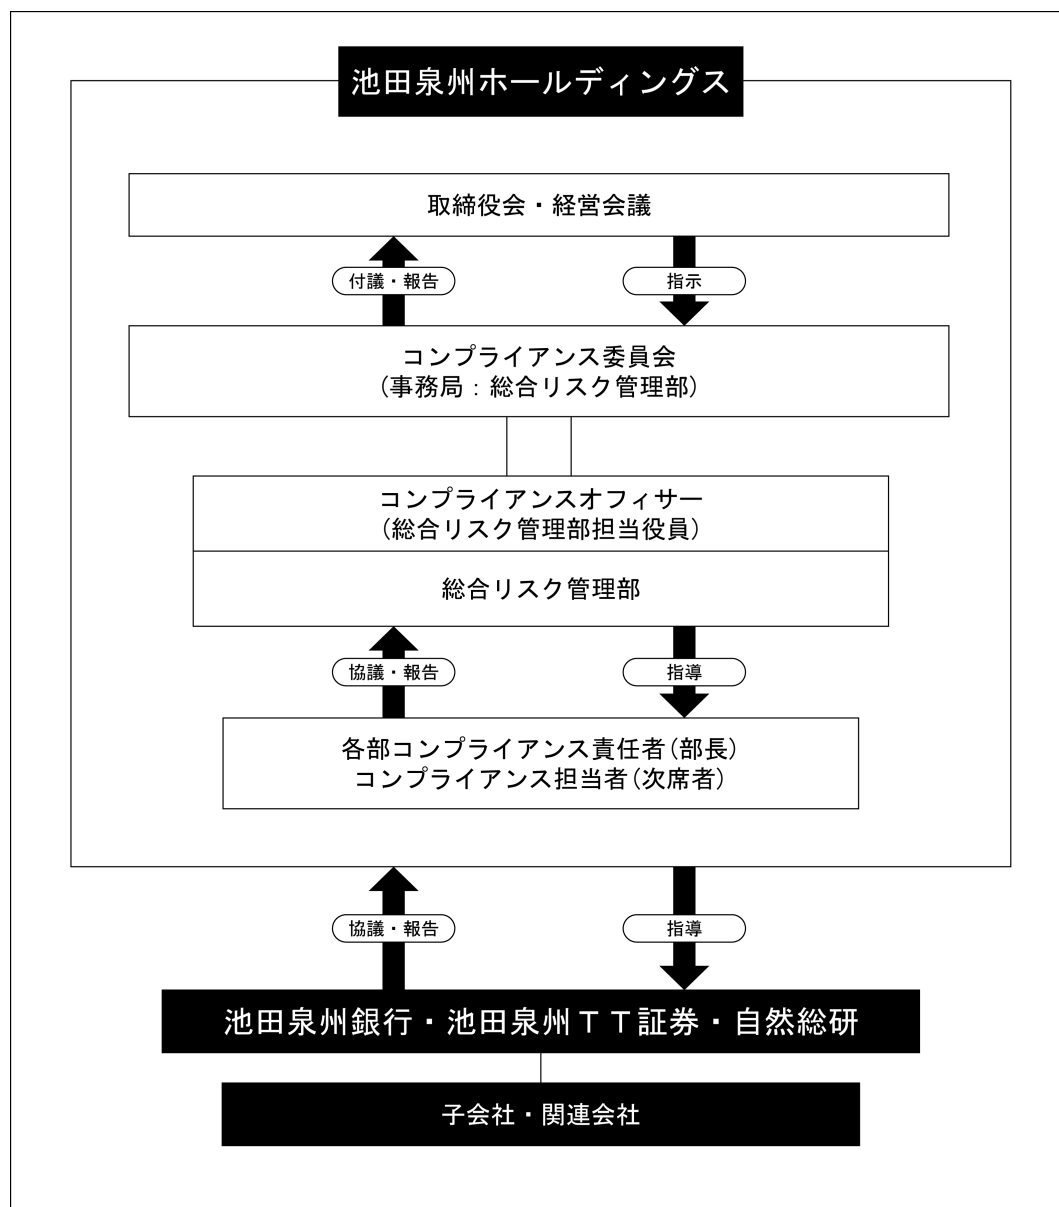 池田泉州ホールディングス
取締役会・経営会議
付議・報告
指示
コンプライアンス委員会
(事務局：総合リスク管理部)
コンプライアンスオフィサー
(総合リスク管理部担当役員)
総合リスク管理部
協議・報告
指導
各部コンプライアンス責任者(部長)
コンプライアンス担当者(次席者)
協議・報告
指導
池田泉州銀行・池田泉州ＴＴ証券・自然総研
子会社・関連会社